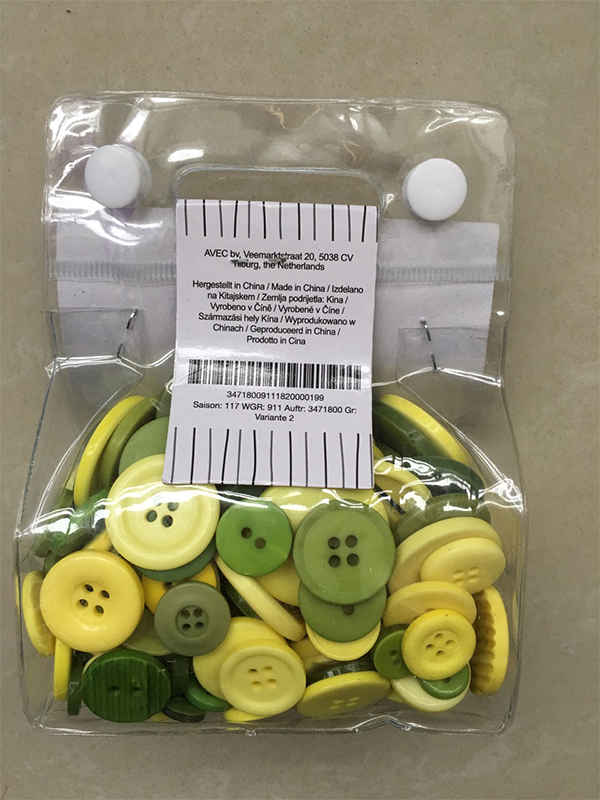 AVEC bv, Veemarktstraat 20, 5038 CV
Tilburg, the Netherlands
Hergestellt in China / Made in China / Izdelano
na Kitajskem / Zemlja podrijetla: Kina /
Vyrobeno v Číně / Vyrobené v Číne /
Származási hely Kína / Wyprodukowano w
Chinach / Geproduceerd in China /
Prodotto in Cina
34718009111820000199
Saison: 117 WGR: 911 Auftr: 3471800 Gr:
Variante 2